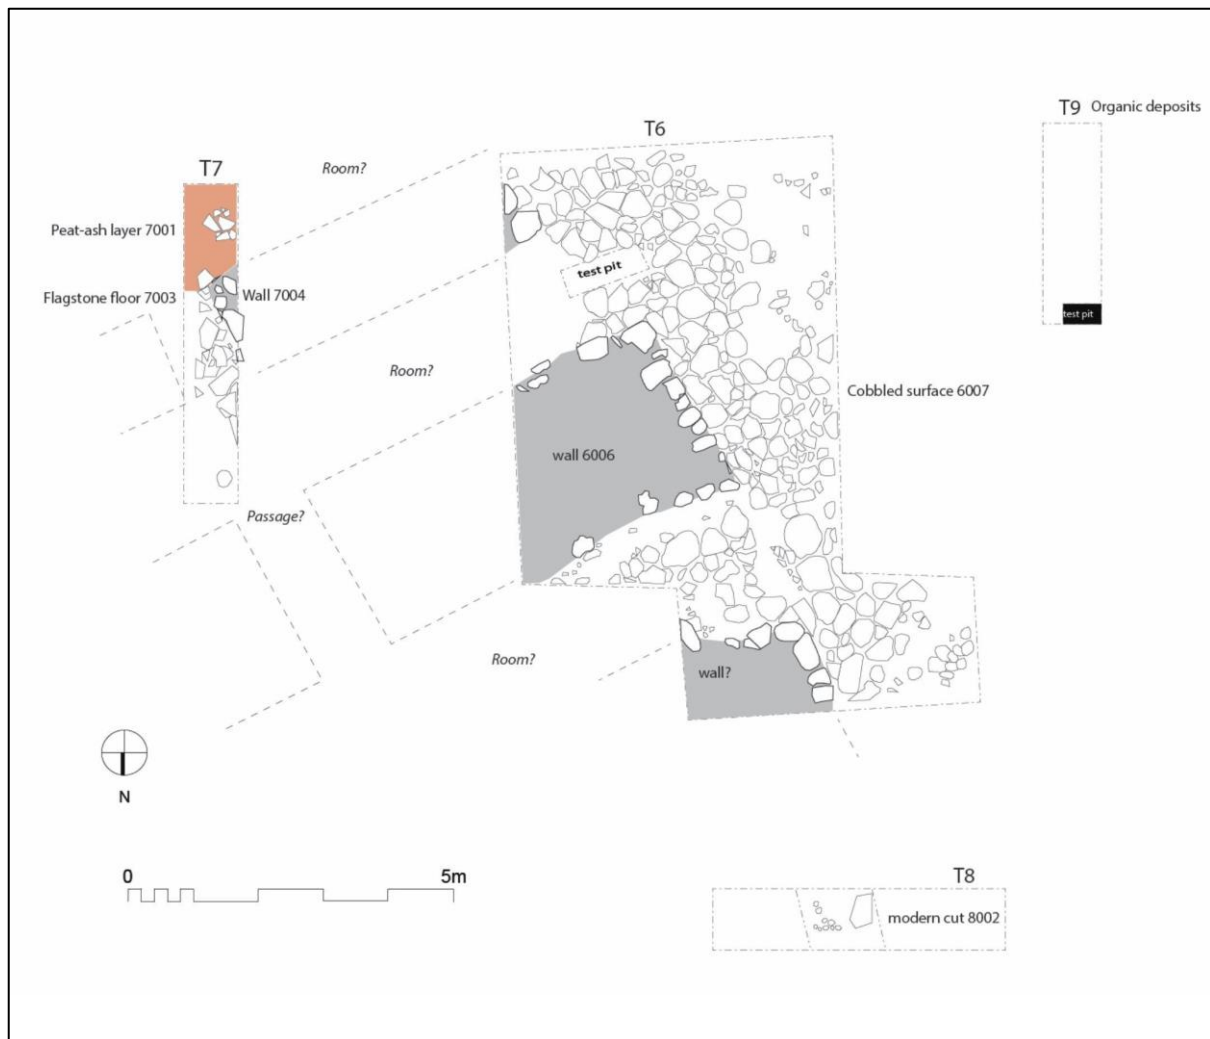 T9 Organic deposits
T6
T7
Room?
Peat-ash layer 7001
test pit
Flagstone floor 7003
Wall 7004
test pit
Room?
Cobbled surface 6007
wall 6006
Passage?
Room?
wall?
N
0 5m
T8
modern cut 8002